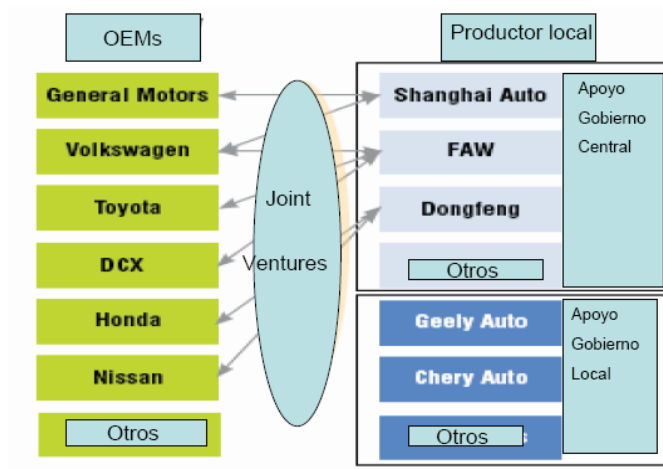 OEMs
Productor local
General Motors
Volkswagen
Toyota
DCX
Honda
Nissan
Otros
Joint
Ventures
Shanghai Auto
FAW
Dongfeng
Otros
Apoyo
Gobierno
Central
Geely Auto
Chery Auto
Otros
Apoyo
Gobierno
Local